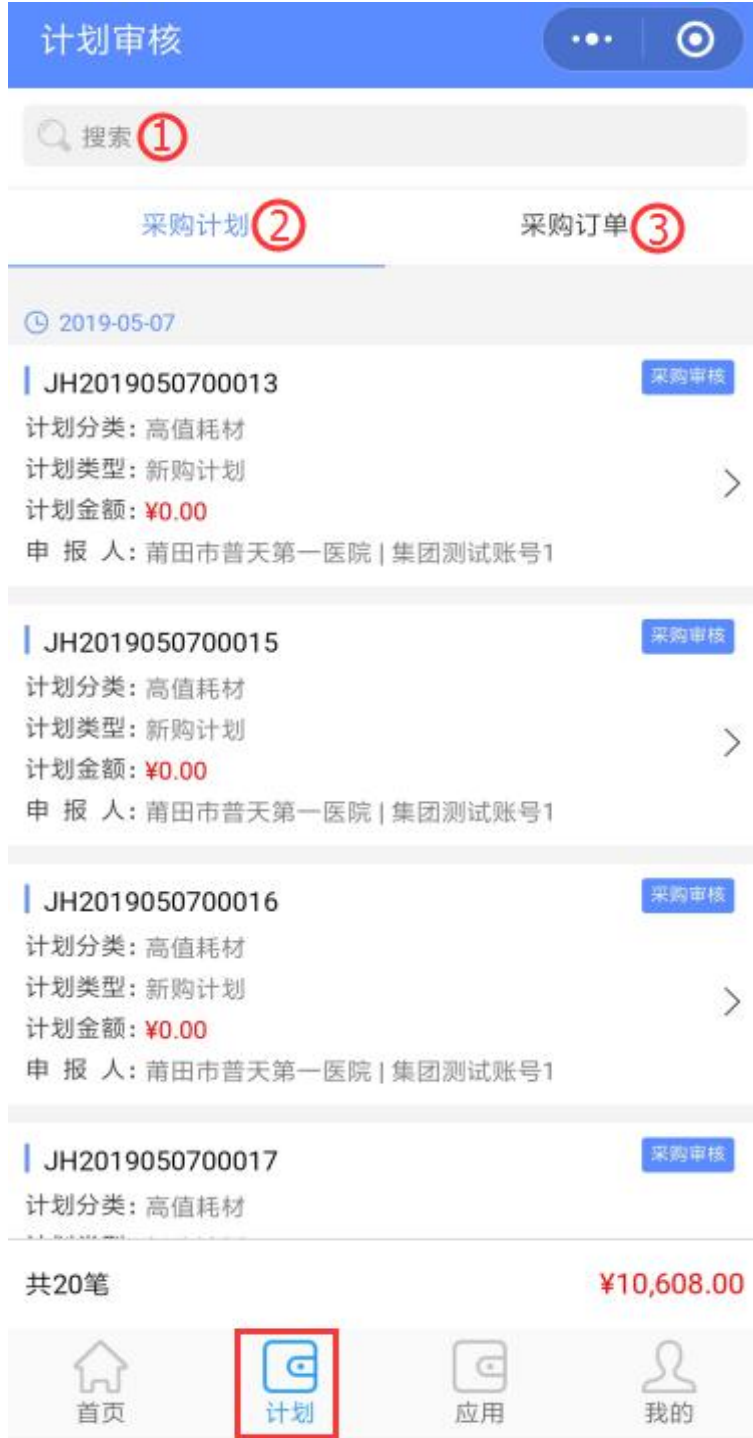 计划审核
搜索 ①
采购计划 ② 采购订单 ③
2019-05-07
JH2019050700013 采购审核
计划分类: 高值耗材
计划类型: 新购计划
计划金额: ¥0.00
申 报 人: 莆田市普天第一医院 | 集团测试账号1
JH2019050700015 采购审核
计划分类: 高值耗材
计划类型: 新购计划
计划金额: ¥0.00
申 报 人: 莆田市普天第一医院 | 集团测试账号1
JH2019050700016 采购审核
计划分类: 高值耗材
计划类型: 新购计划
计划金额: ¥0.00
申 报 人: 莆田市普天第一医院 | 集团测试账号1
JH2019050700017 采购审核
计划分类: 高值耗材
共20笔 ¥10,608.00
首页 计划 应用 我的